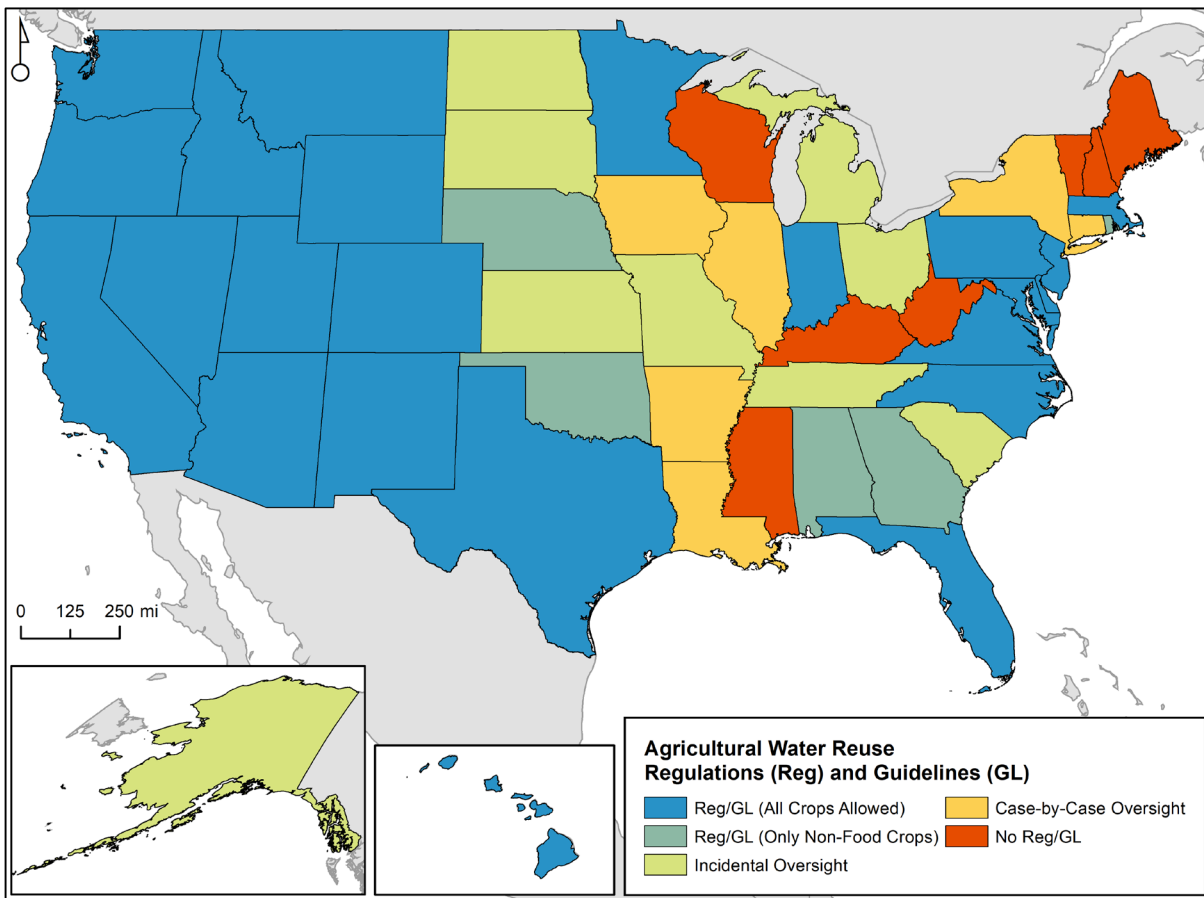 0 125 250 mi
Agricultural Water Reuse
Regulations (Reg) and Guidelines (GL)
Reg/GL (All Crops Allowed)
Case-by-Case Oversight
Reg/GL (Only Non-Food Crops)
No Reg/GL
Incidental Oversight